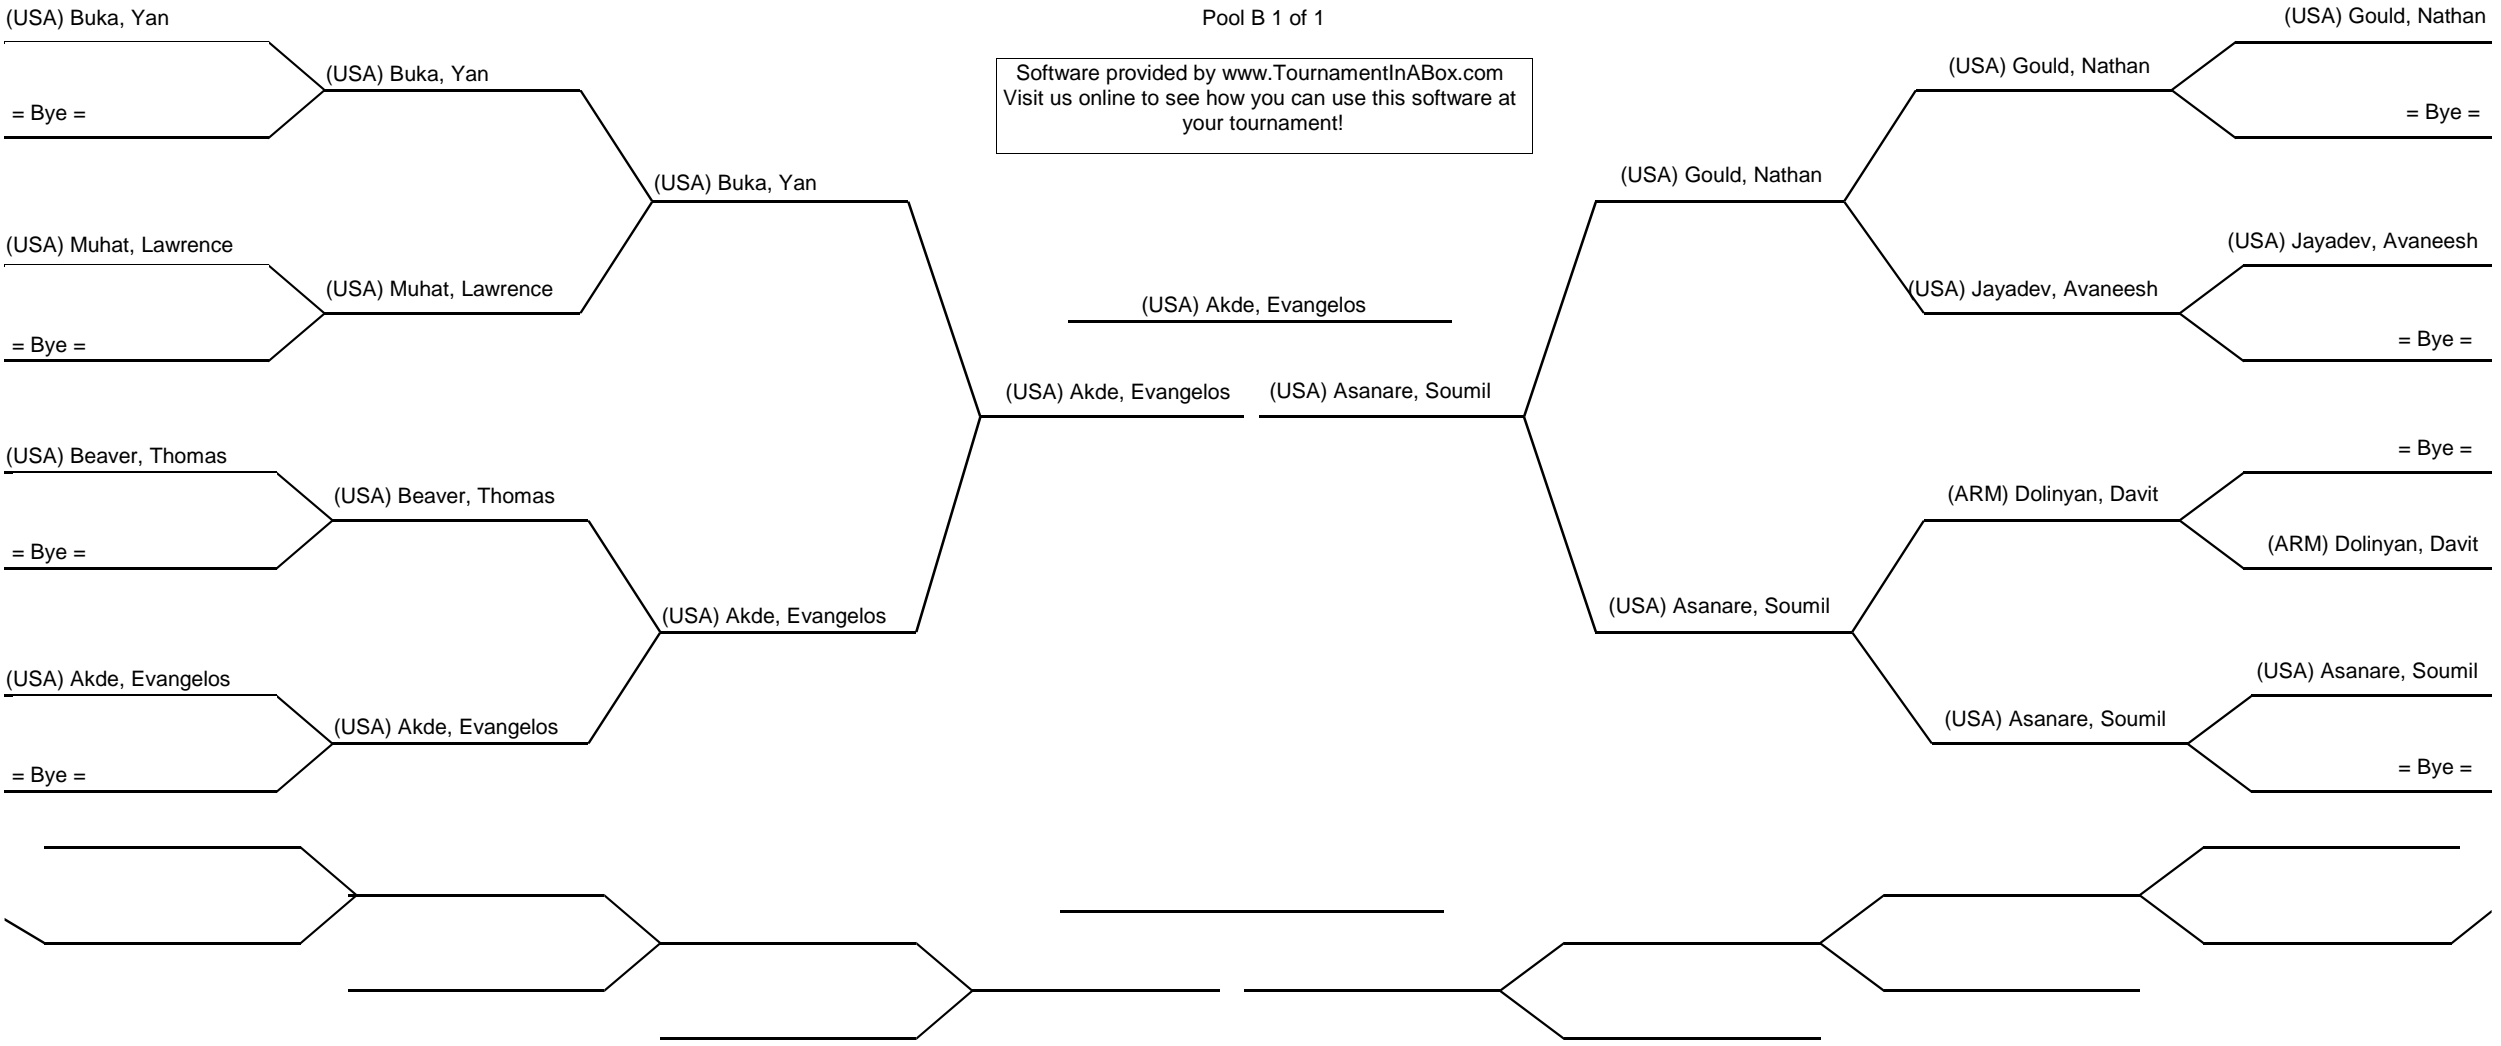 (USA) Buka, Yan
Pool B 1 of 1
(USA) Gould, Nathan
(USA) Buka, Yan
Software provided by www.TournamentInABox.com
Visit us online to see how you can use this software at
your tournament!
(USA) Gould, Nathan
= Bye =
= Bye =
(USA) Buka, Yan
(USA) Gould, Nathan
(USA) Muhat, Lawrence
(USA) Jayadev, Avaneesh
(USA) Muhat, Lawrence
(USA) Akde, Evangelos
(USA) Jayadev, Avaneesh
= Bye =
= Bye =
(USA) Akde, Evangelos
(USA) Asanare, Soumil
(USA) Beaver, Thomas
= Bye =
(USA) Beaver, Thomas
(ARM) Dolinyan, Davit
= Bye =
(ARM) Dolinyan, Davit
(USA) Akde, Evangelos
(USA) Asanare, Soumil
(USA) Akde, Evangelos
(USA) Asanare, Soumil
(USA) Akde, Evangelos
(USA) Asanare, Soumil
= Bye =
= Bye =